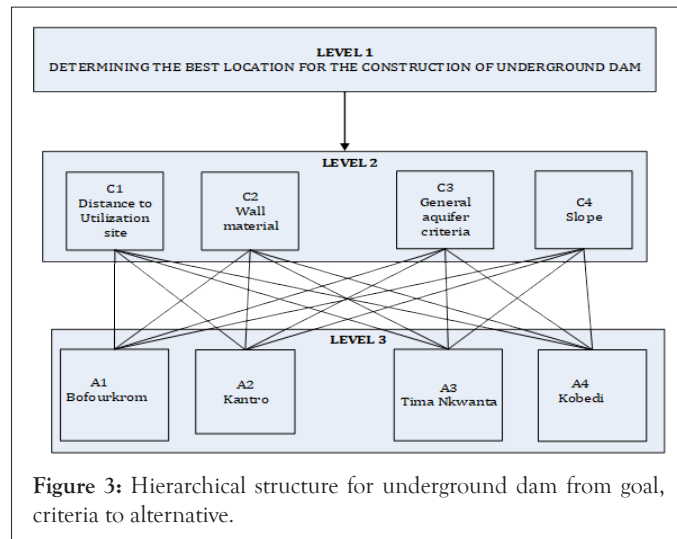 LEVEL 1
DETERMINING THE BEST LOCATION FOR THE CONSTRUCTION OF UNDERGROUND DAM
LEVEL 2
C1
Distance to
Utilization
site
C2
Wall
material
C3
General
aquifer
criteria
C4
Slope
LEVEL 3
A1
Bofourkrom
A2
Kantro
A3
Tima Nkwanta
A4
Kobedi
Figure 3: Hierarchical structure for underground dam from goal,
criteria to alternative.